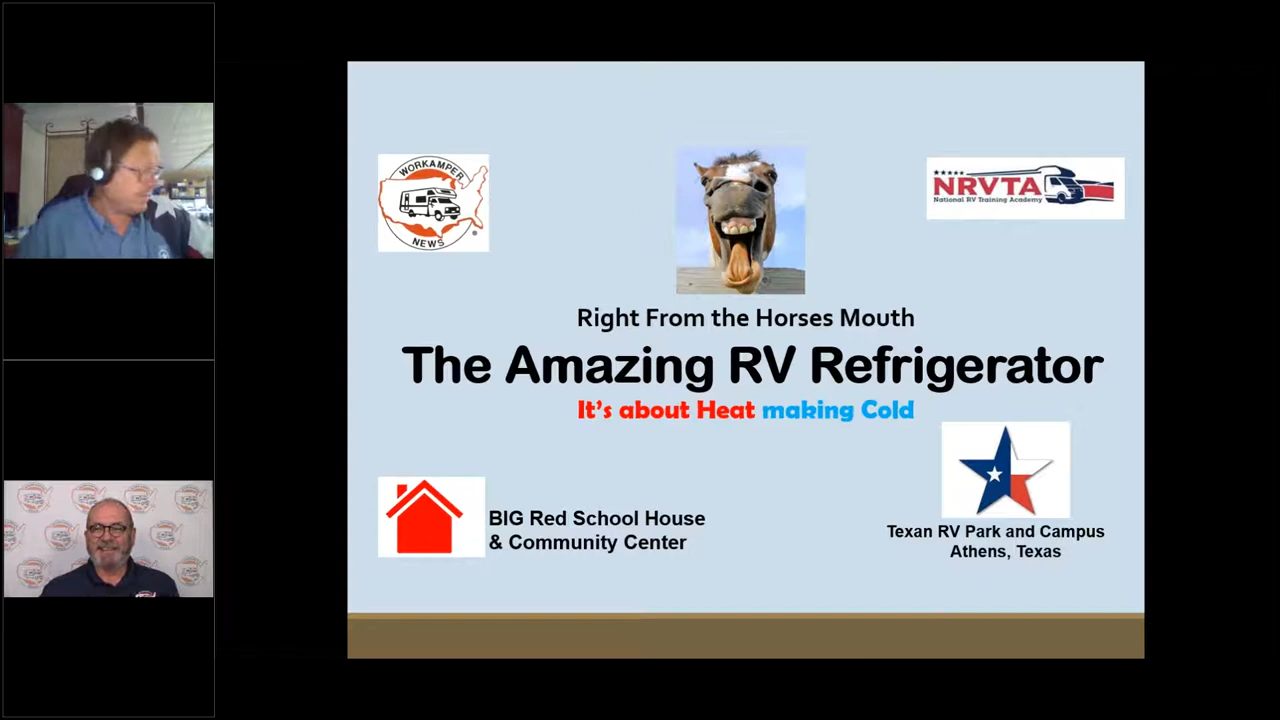 WORKAMPER
NEWS
NRVTA
National RV Training Academy
Right From the Horses Mouth
The Amazing RV Refrigerator
It's about Heat making Cold
BIG Red School House
& Community Center
Texan RV Park and Campus
Athens, Texas